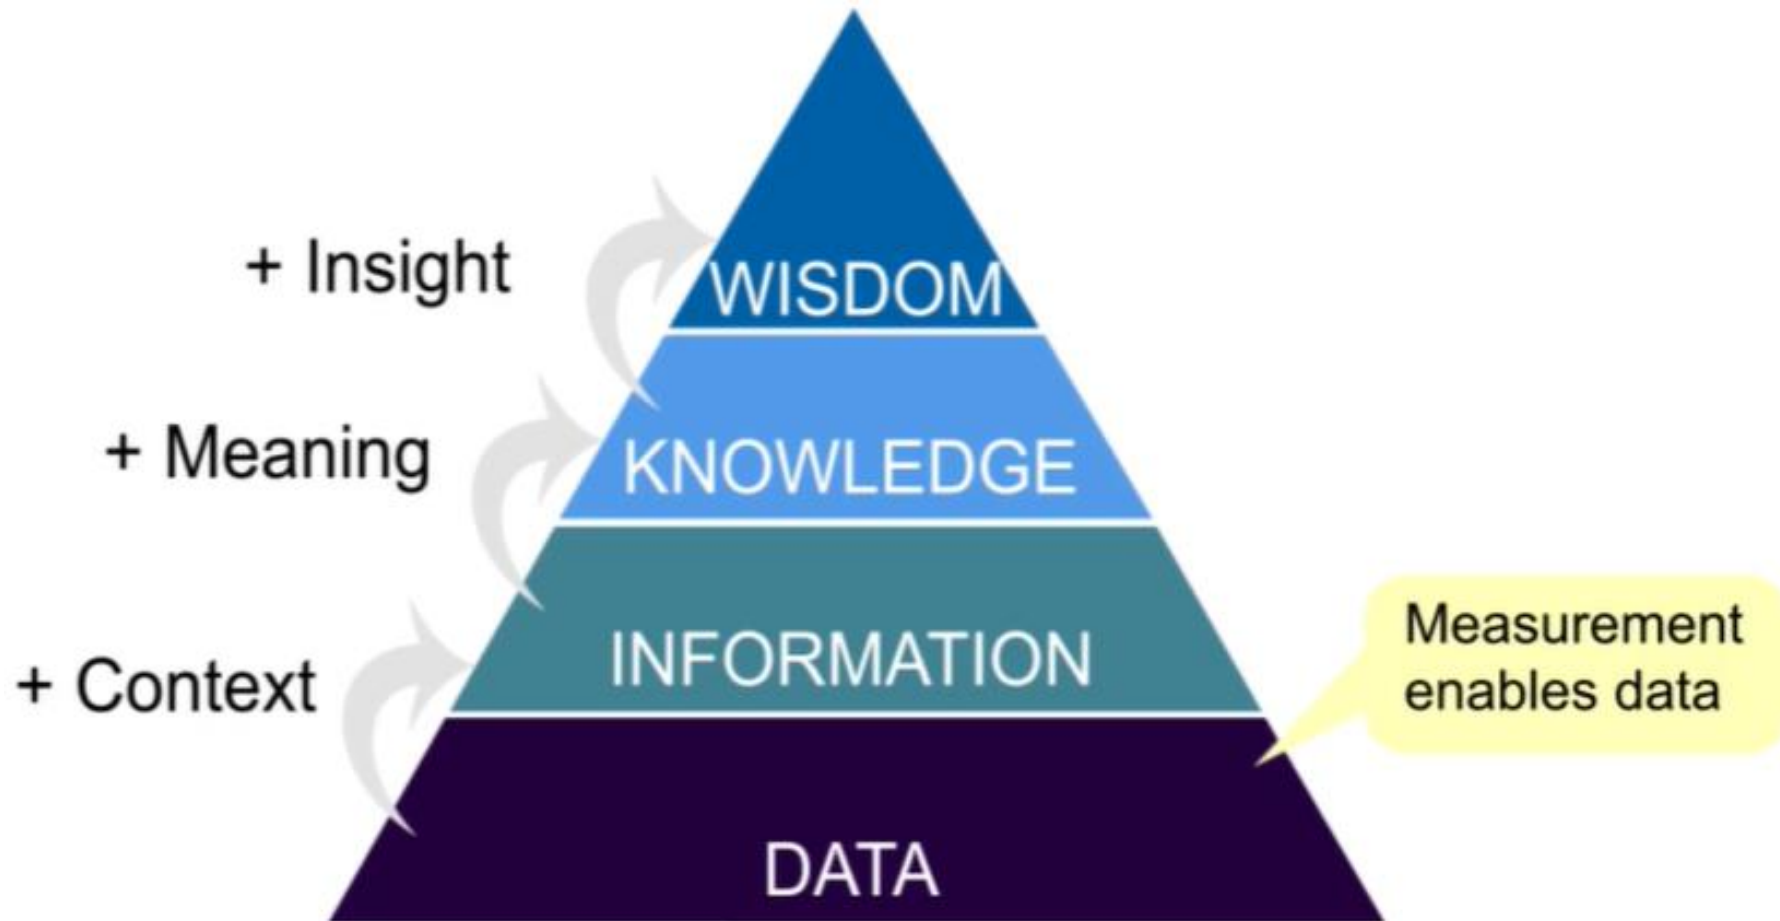 + Insight
WISDOM
+ Meaning
KNOWLEDGE
+ Context
INFORMATION
Measurement
enables data
DATA